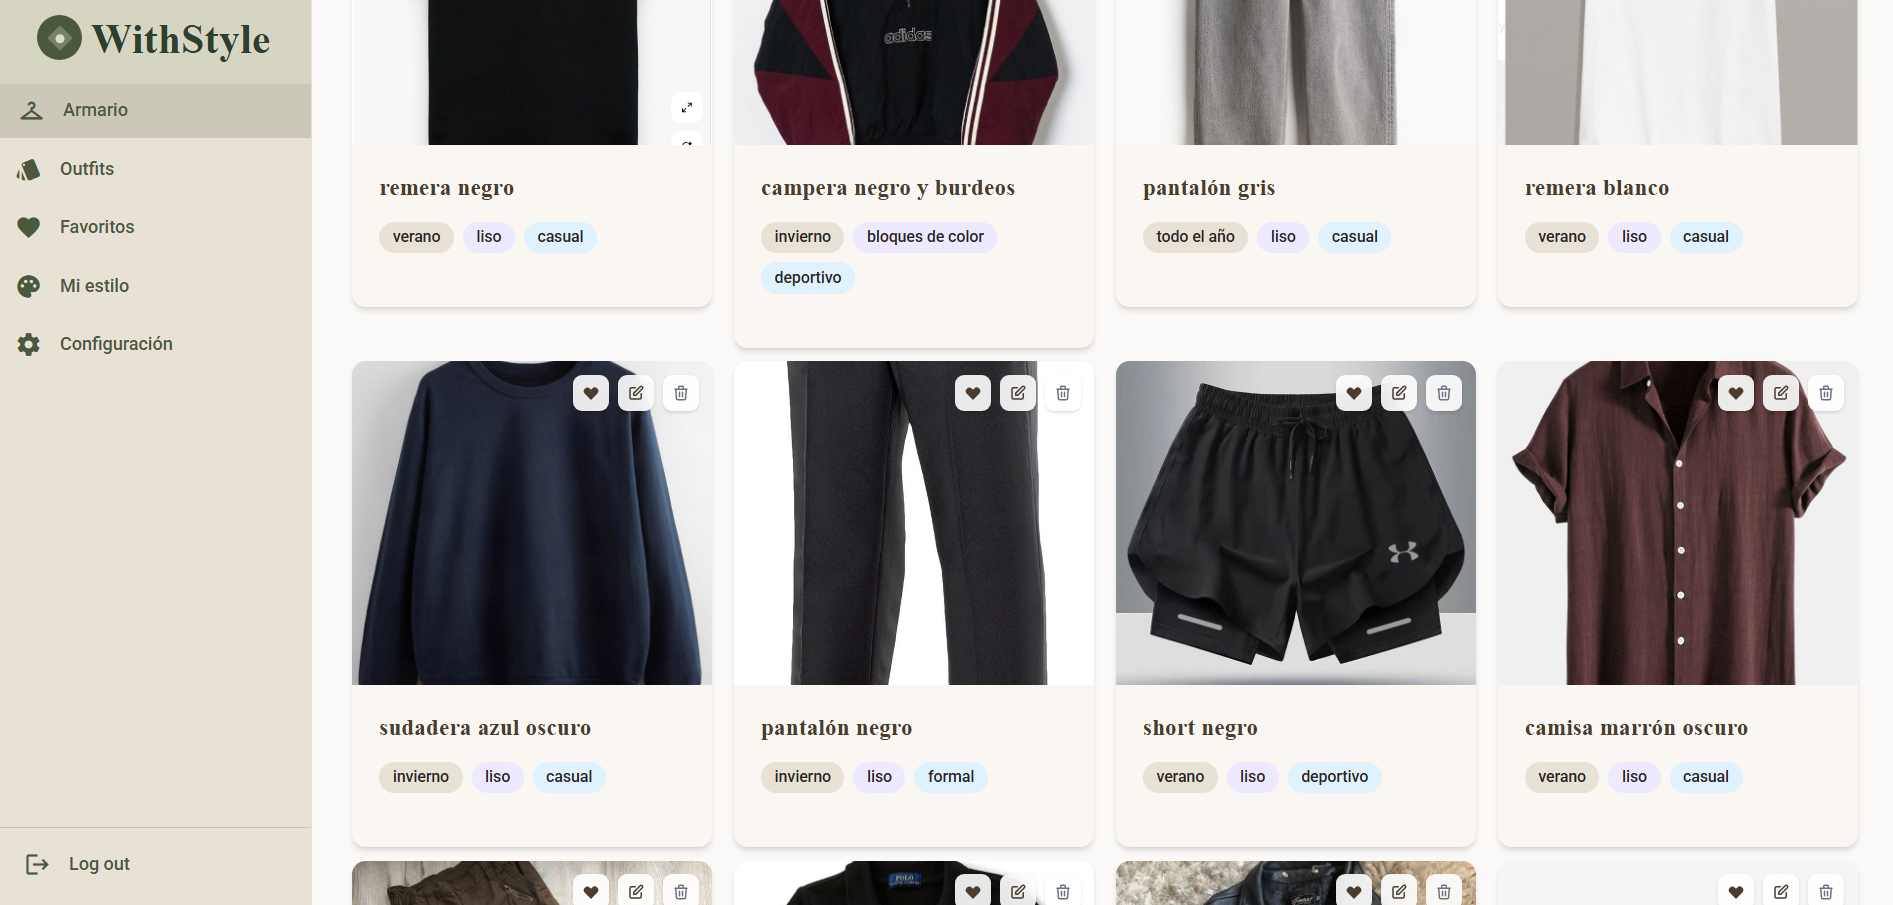 WithStyle
Armario
Outfits
Favoritos
Mi estilo
Configuración
Log out
adidas
remera negro
verano liso casual
campera negro y burdeos
invierno bloques de color
deportivo
pantalón gris
todo el año liso casual
remera blanco
verano liso casual
sudadera azul oscuro
invierno liso casual
pantalón negro
invierno liso formal
short negro
verano liso deportivo
camisa marrón oscuro
verano liso casual
POLO